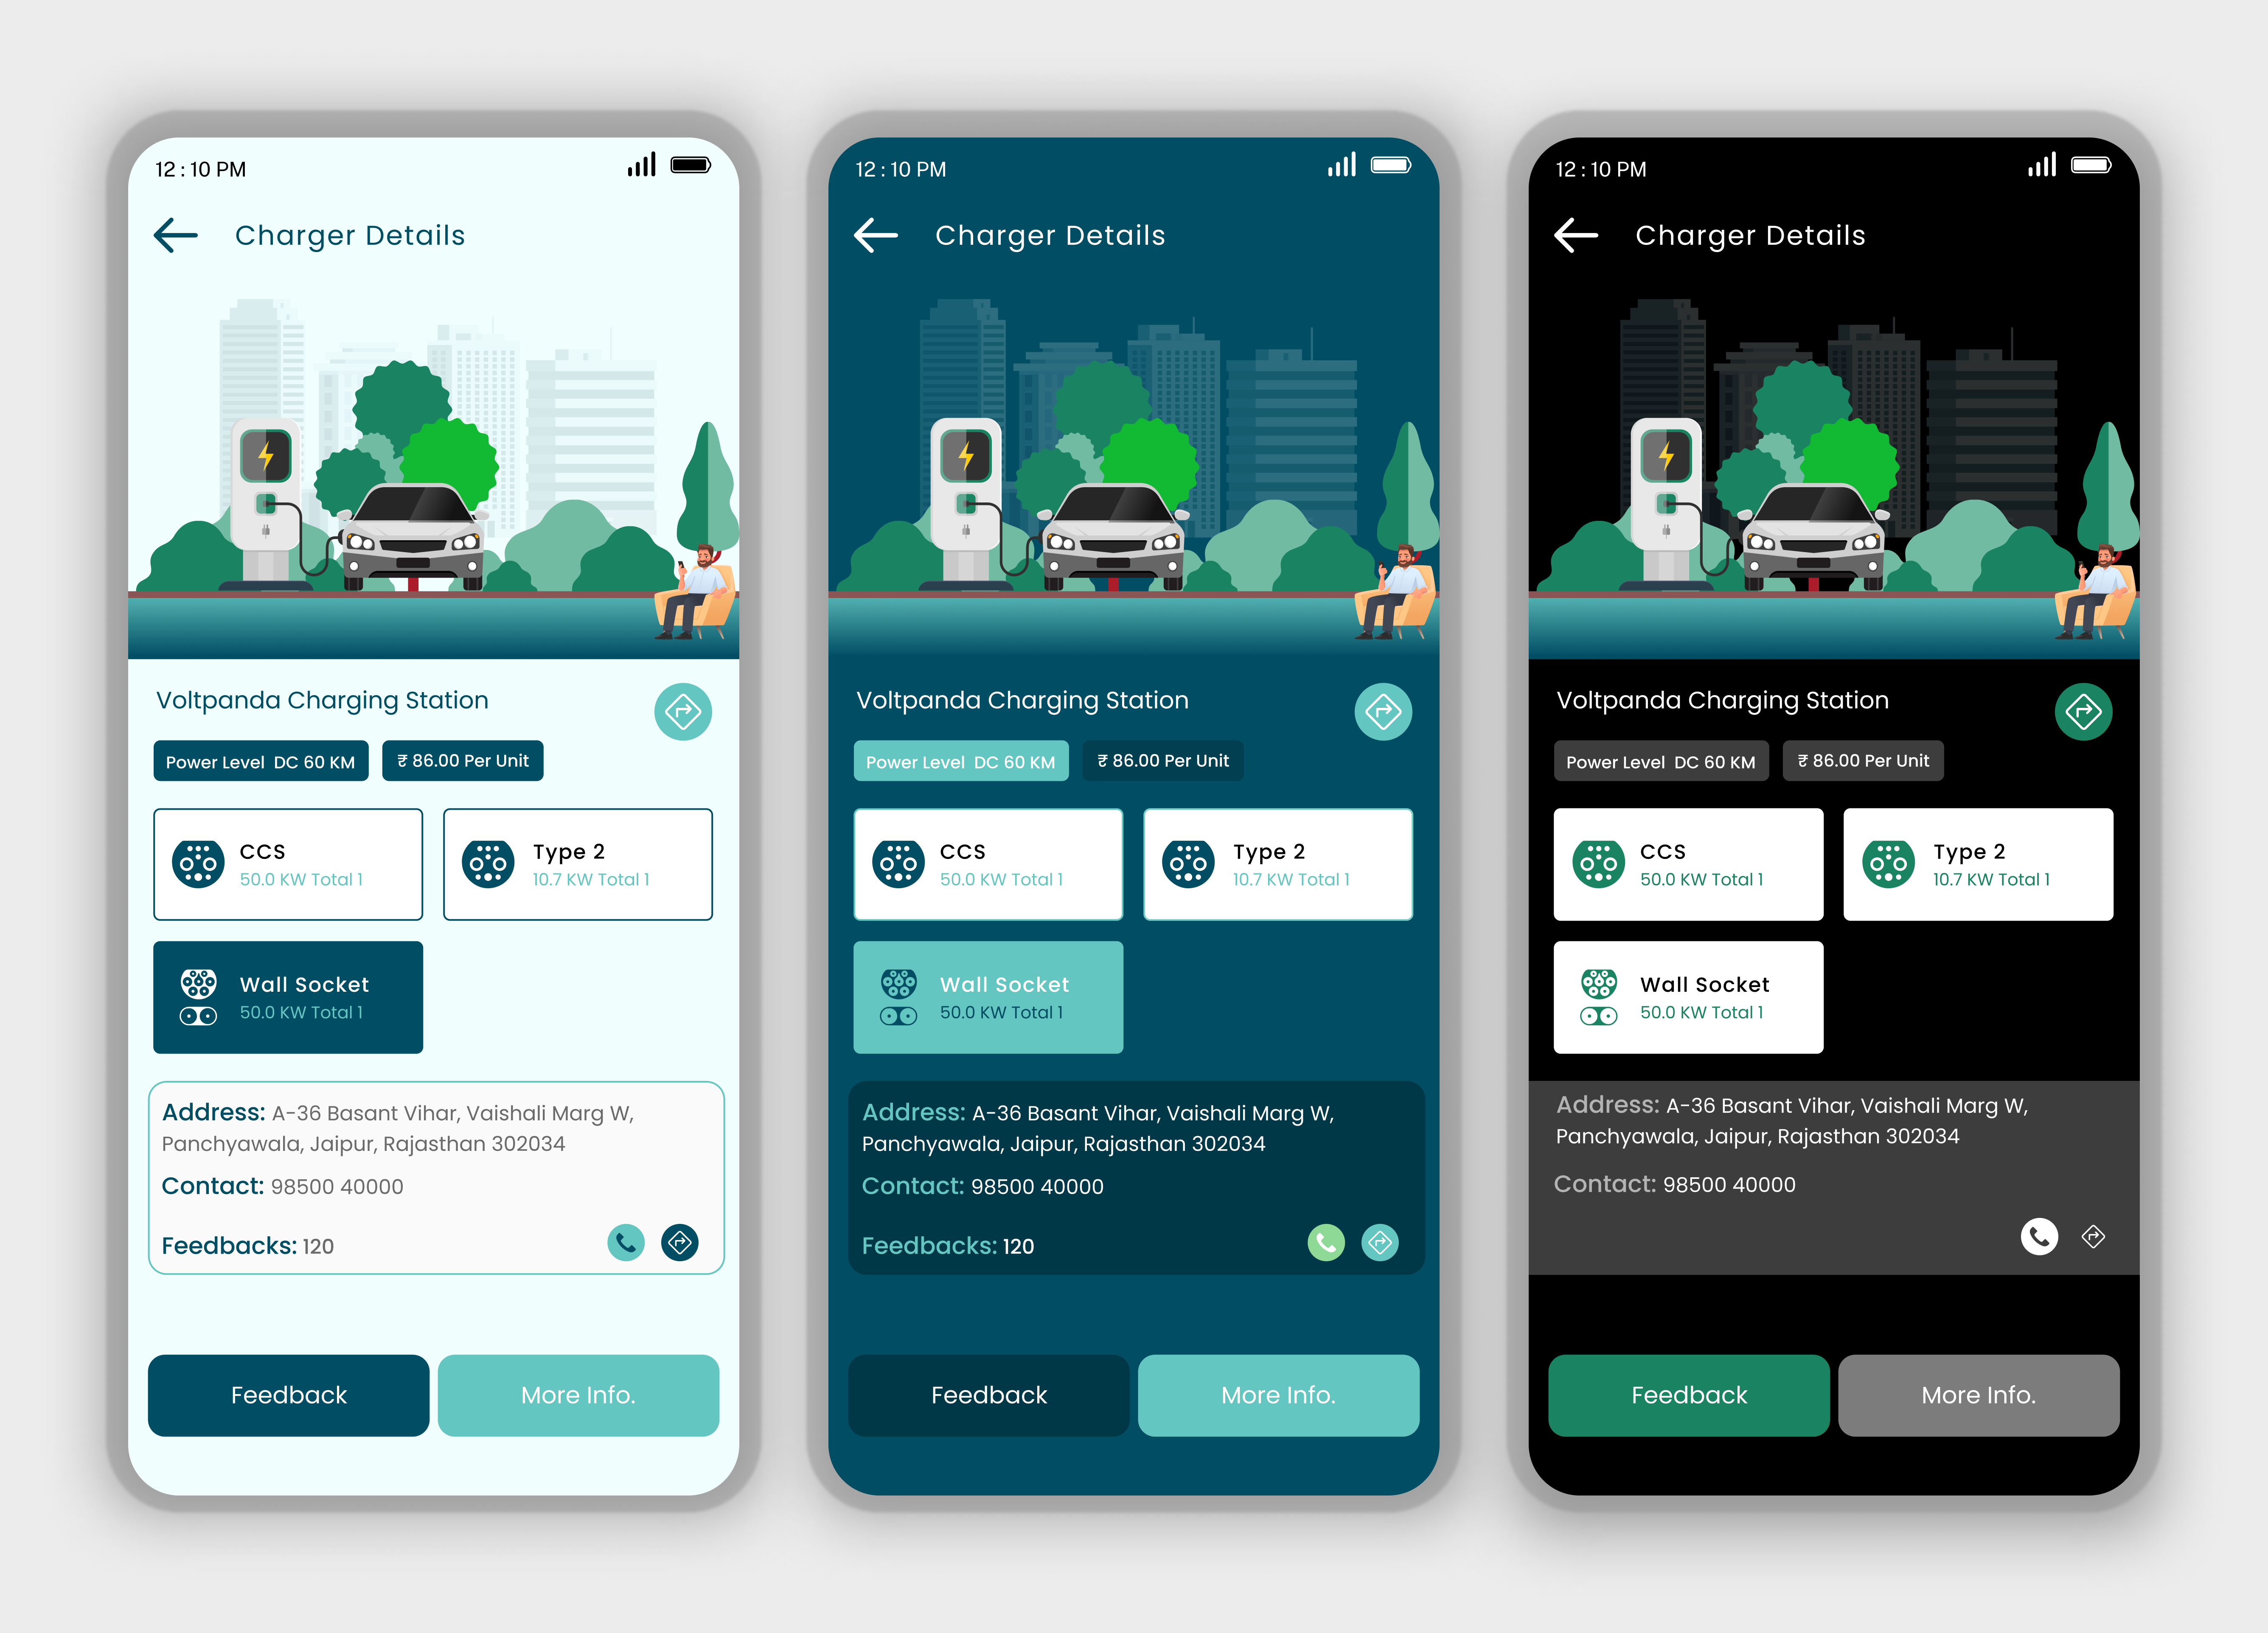 12 : 10 PM
Charger Details
Voltpanda Charging Station
Power Level DC 60 KM
₹ 86.00 Per Unit
CCS
50.0 KW Total 1
Type 2
10.7 KW Total 1
Wall Socket
50.0 KW Total 1
Address: A-36 Basant Vihar, Vaishali Marg W,
Panchyawala, Jaipur, Rajasthan 302034
Contact: 98500 40000
Feedbacks: 120
Feedback
More Info.
12 : 10 PM
Charger Details
Voltpanda Charging Station
Power Level DC 60 KM
₹ 86.00 Per Unit
CCS
50.0 KW Total 1
Type 2
10.7 KW Total 1
Wall Socket
50.0 KW Total 1
Address: A-36 Basant Vihar, Vaishali Marg W,
Panchyawala, Jaipur, Rajasthan 302034
Contact: 98500 40000
Feedbacks: 120
Feedback
More Info.
12 : 10 PM
Charger Details
Voltpanda Charging Station
Power Level DC 60 KM
₹ 86.00 Per Unit
CCS
50.0 KW Total 1
Type 2
10.7 KW Total 1
Wall Socket
50.0 KW Total 1
Address: A-36 Basant Vihar, Vaishali Marg W,
Panchyawala, Jaipur, Rajasthan 302034
Contact: 98500 40000
Feedback
More Info.